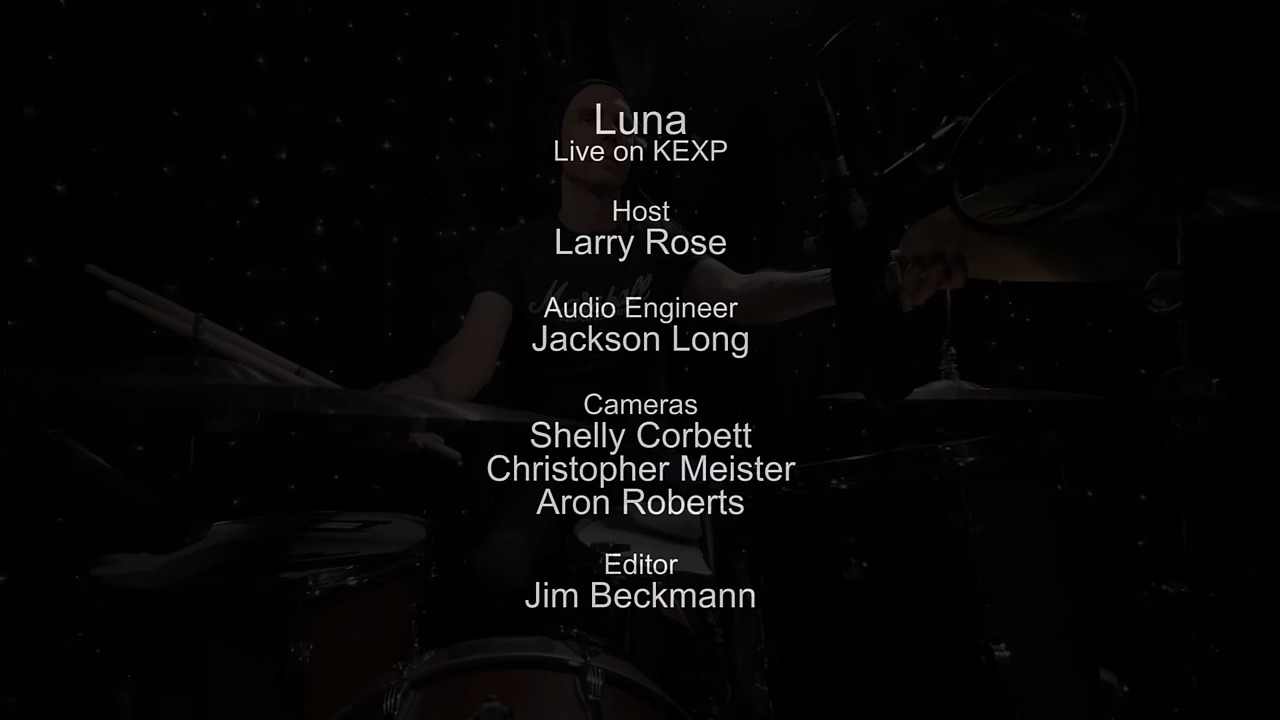 Luna
Live on KEXP
Host
Larry Rose
Marshall
Audio Engineer
Jackson Long
Cameras
Shelly Corbett
Christopher Meister
Aron Roberts
Editor
Jim Beckmann